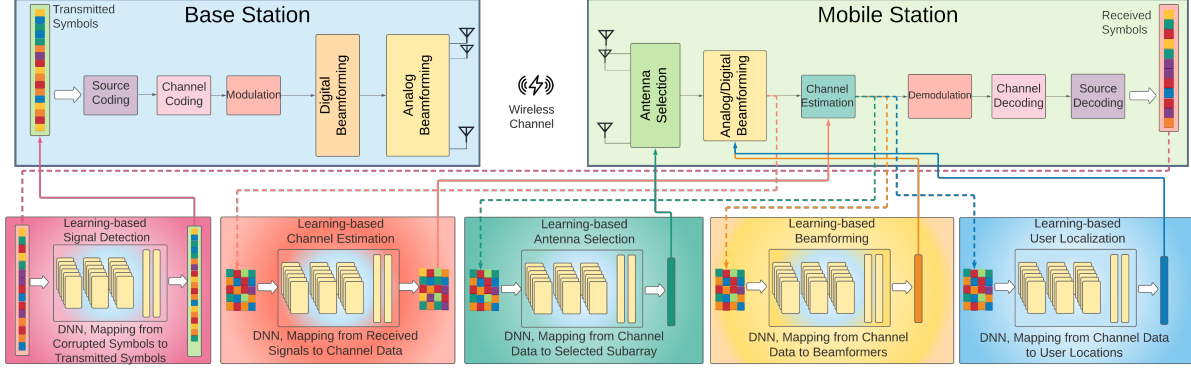 Transmitted
Symbols
Base Station
Source
Coding
Channel
Coding
Modulation
Digital
Beamforming
Analog
Beamforming
Wireless
Channel
Mobile Station
Received
Symbols
Antenna
Selection
Analog/Digital
Beamforming
Channel
Estimation
Demodulation
Channel
Decoding
Source
Decoding
Learning-based
Signal Detection
DNN, Mapping from
Corrupted Symbols to
Transmitted Symbols
Learning-based
Channel Estimation
DNN, Mapping from Received
Signals to Channel Data
Learning-based
Antenna Selection
DNN, Mapping from Channel
Data to Selected Subarray
Learning-based
Beamforming
DNN, Mapping from Channel
Data to Beamformers
Learning-based
User Localization
DNN, Mapping from Channel Data
to User Locations